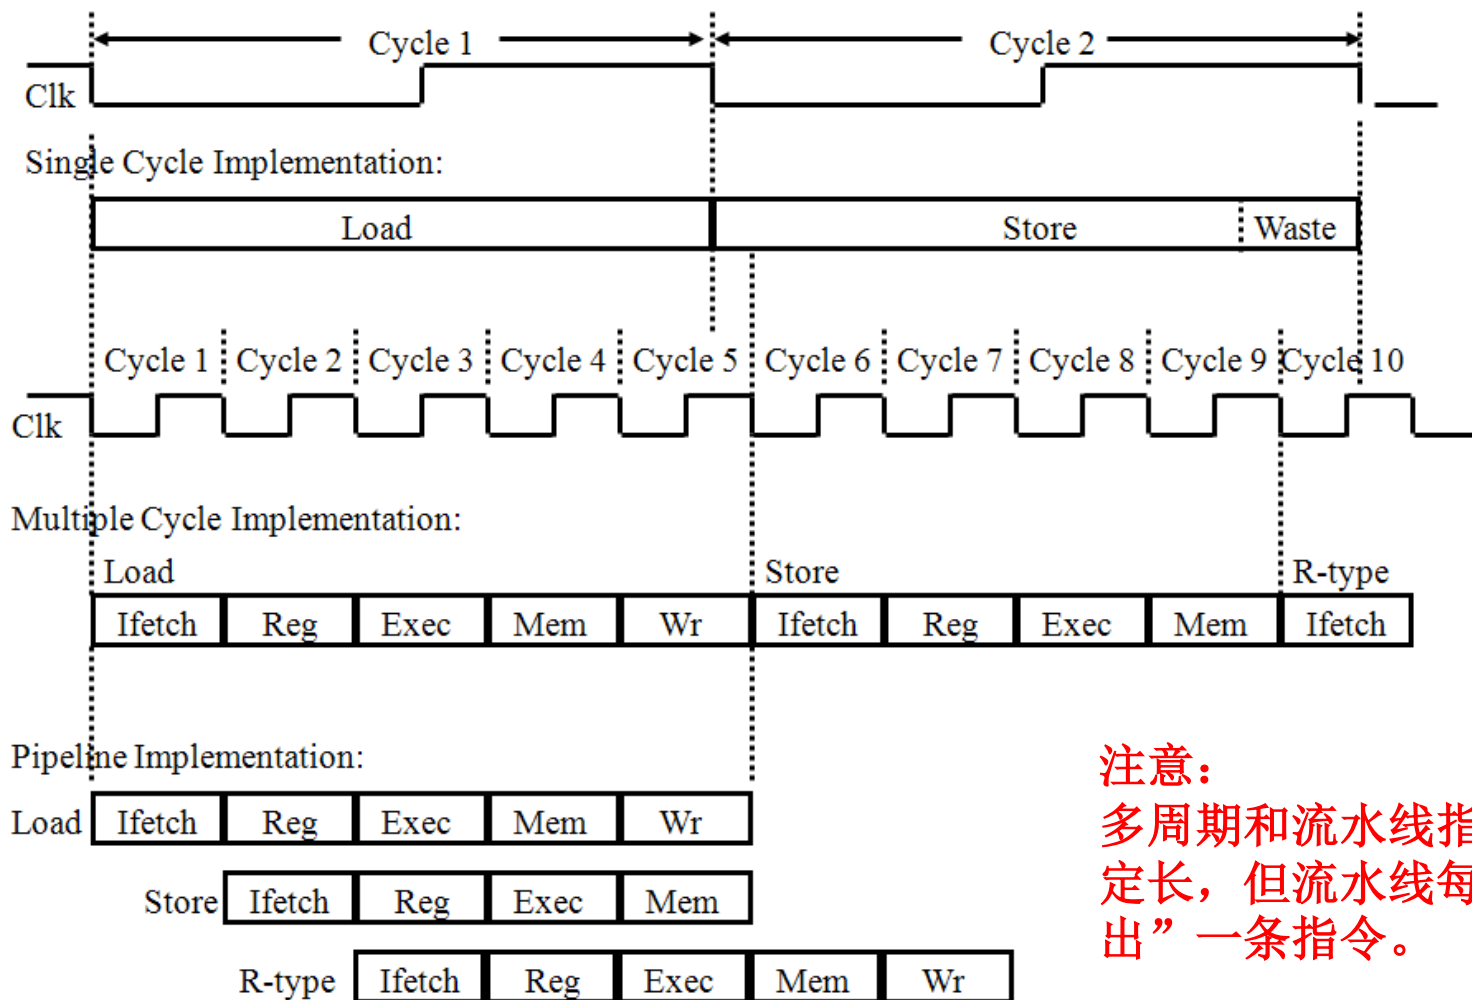 Cycle 1 Cycle 2
Clk
Single Cycle Implementation:
Load Store Waste
Cycle 1 Cycle 2 Cycle 3 Cycle 4 Cycle 5 Cycle 6 Cycle 7 Cycle 8 Cycle 9 Cycle 10
Clk
Multiple Cycle Implementation:
Load Store R-type
Ifetch Reg Exec Mem Wr Ifetch Reg Exec Mem Ifetch
Pipeline Implementation:
Load Ifetch Reg Exec Mem Wr
Store Ifetch Reg Exec Mem
R-type Ifetch Reg Exec Mem Wr
注意:
多周期和流水线指
定长,但流水线每
出”一条指令。